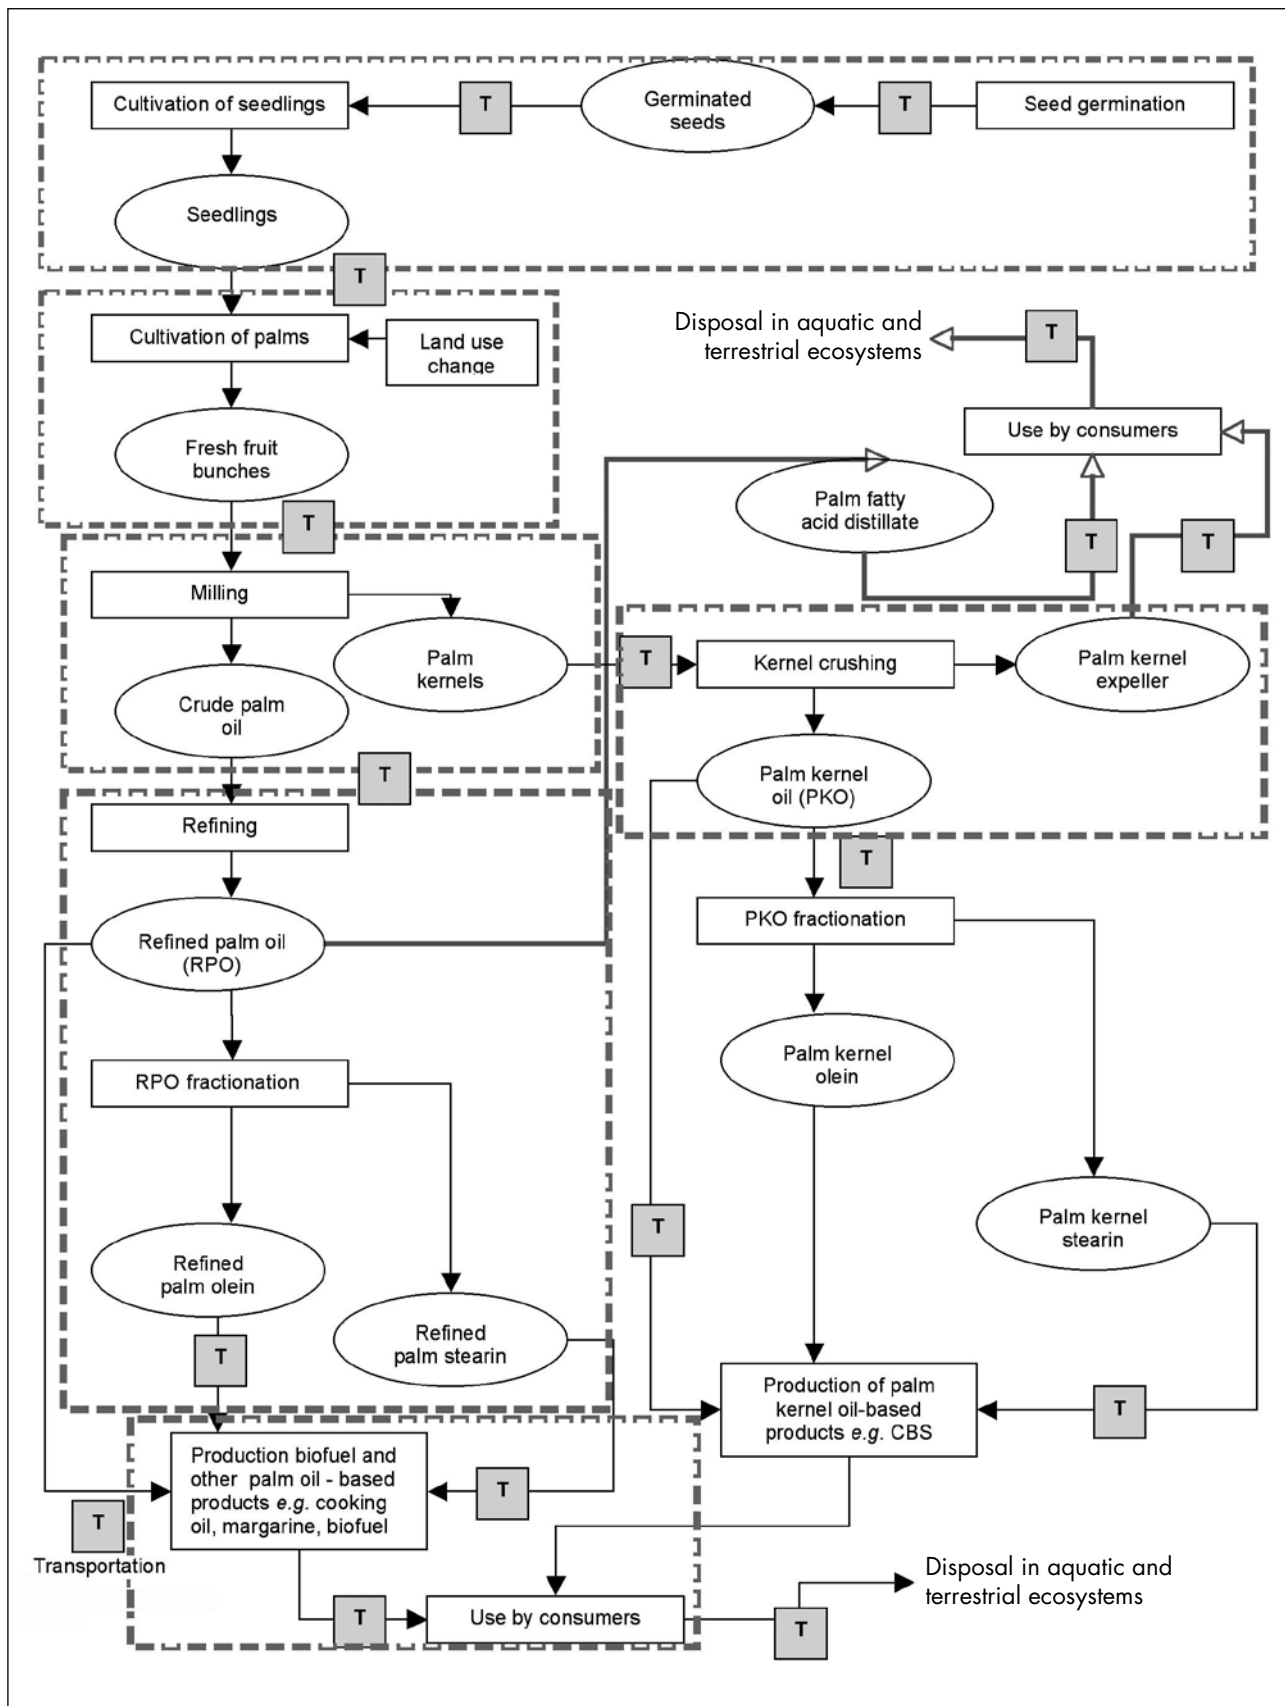 Cultivation of seedlings
T
Germinated
seeds
T
Seed germination
Seedlings
T
Cultivation of palms
Land use
change
Disposal in aquatic and
terrestrial ecosystems
T
Fresh fruit
bunches
Use by consumers
Palm fatty
acid distillate
T
T
T
Milling
Palm
kernels
T
Kernel crushing
Palm kernel
expeller
Crude palm
oil
T
Palm kernel
oil (PKO)
Refining
T
PKO fractionation
Refined palm oil
(RPO)
Palm kernel
olein
RPO fractionation
T
Palm kernel
stearin
Refined
palm olein
Refined
palm stearin
T
Production of palm
kernel oil-based
products e.g. CBS
T
Production biofuel and
other palm oil - based
products e.g. cooking
oil, margarine, biofuel
T
T
Transportation
Disposal in aquatic and
terrestrial ecosystems
T
Use by consumers
T